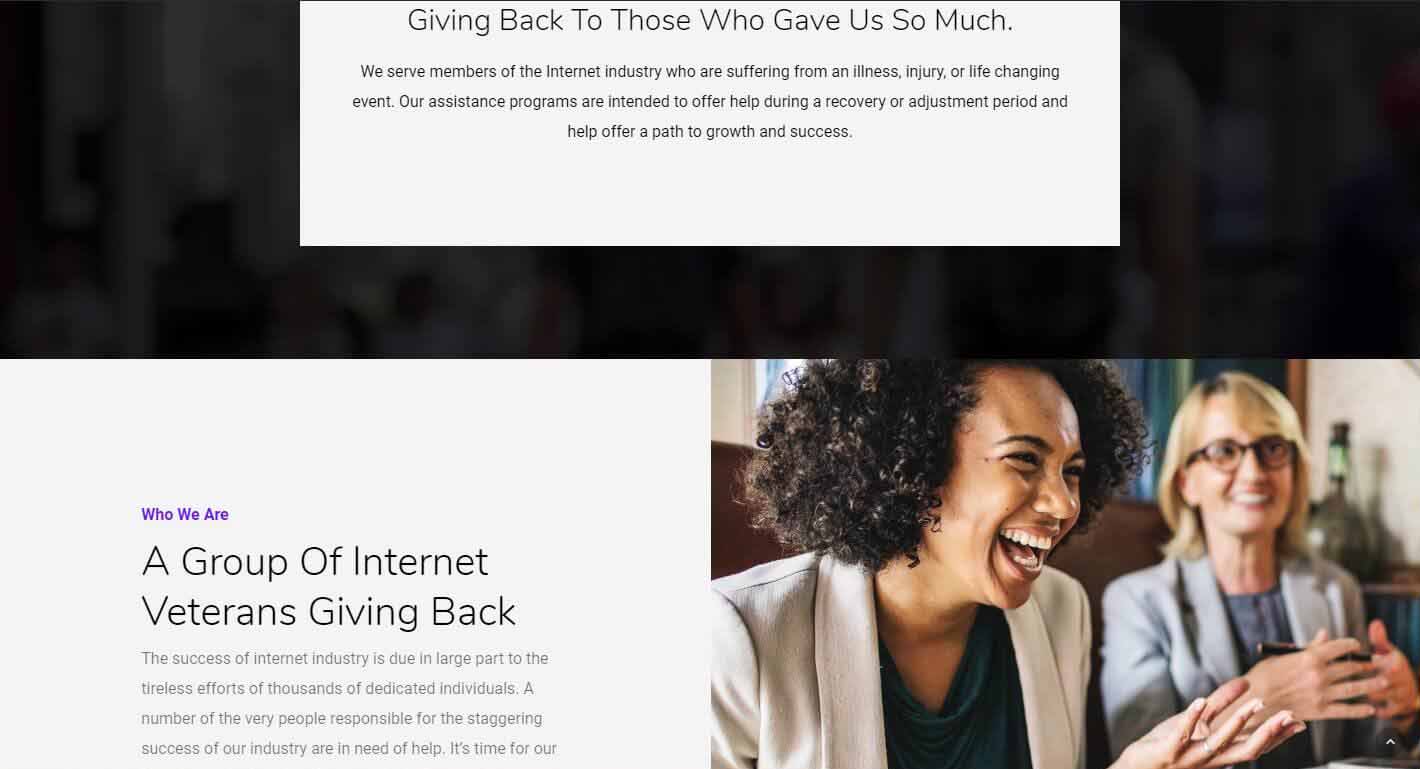 Giving Back To Those Who Gave Us So Much.
We serve members of the Internet industry who are suffering from an illness, injury, or life changing
event. Our assistance programs are intended to offer help during a recovery or adjustment period and
help offer a path to growth and success.
Who We Are
A Group Of Internet
Veterans Giving Back
The success of internet industry is due in large part to the
tireless efforts of thousands of dedicated individuals. A
number of the very people responsible for the staggering
success of our industry are in need of help. It's time for our